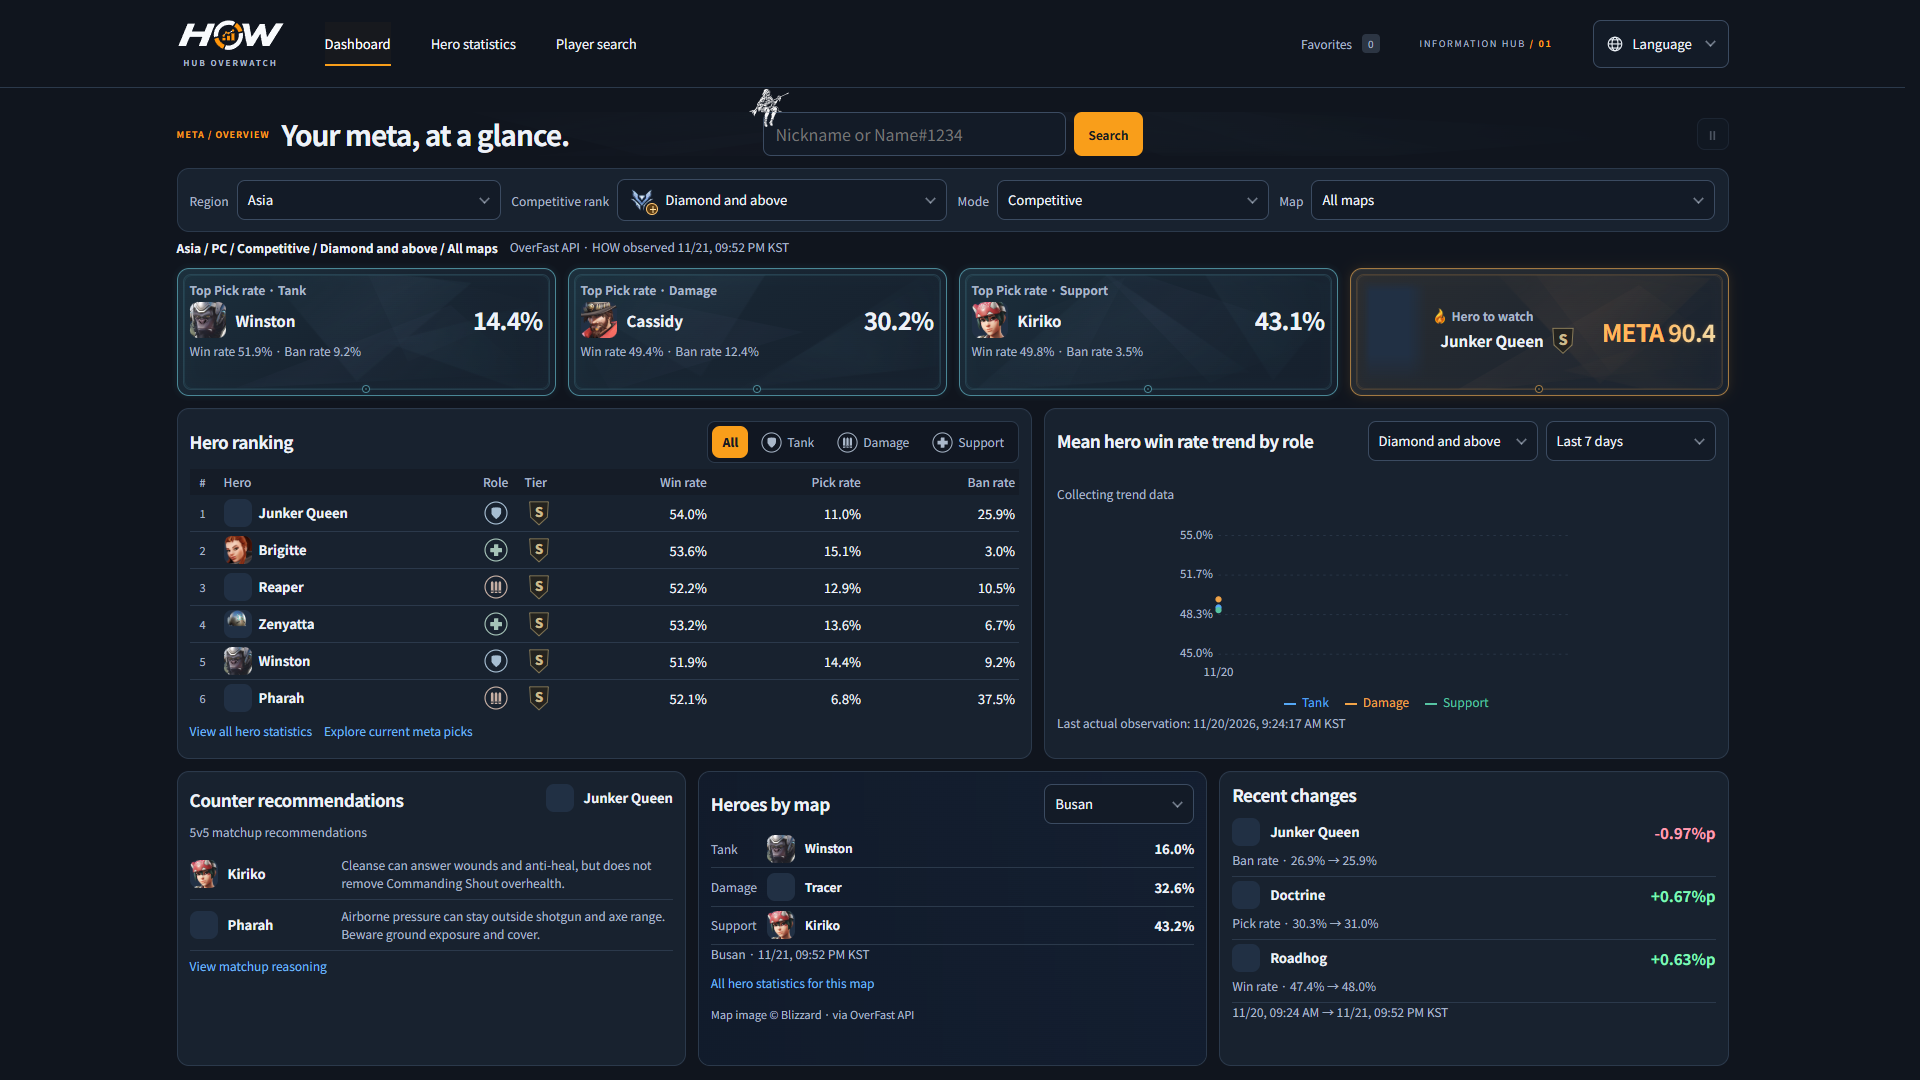 HOW
HUB OVERWATCH
Dashboard
Hero statistics
Player search
Favorites 0
INFORMATION HUB / 01
Language
META / OVERVIEW
Your meta, at a glance.
Nickname or Name#1234
Search
Region
Asia
Competitive rank
Diamond and above
Mode
Competitive
Map
All maps
Asia / PC / Competitive / Diamond and above / All maps
OverFast API · HOW observed 11/21, 09:52 PM KST
Top Pick rate · Tank
Winston
14.4%
Win rate 51.9% · Ban rate 9.2%
Top Pick rate · Damage
Cassidy
30.2%
Win rate 49.4% · Ban rate 12.4%
Top Pick rate · Support
Kiriko
43.1%
Win rate 49.8% · Ban rate 3.5%
Hero to watch
Junker Queen S
META 90.4
Hero ranking
All
Tank
Damage
Support
# Hero Role Tier Win rate Pick rate Ban rate
1 Junker Queen S 54.0% 11.0% 25.9%
2 Brigitte S 53.6% 15.1% 3.0%
3 Reaper S 52.2% 12.9% 10.5%
4 Zenyatta S 53.2% 13.6% 6.7%
5 Winston S 51.9% 14.4% 9.2%
6 Pharah S 52.1% 6.8% 37.5%
View all hero statistics
Explore current meta picks
Mean hero win rate trend by role
Diamond and above
Last 7 days
Collecting trend data
55.0%
51.7%
48.3%
45.0%
11/20
Tank
Damage
Support
Last actual observation: 11/20/2026, 9:24:17 AM KST
Counter recommendations
Junker Queen
5v5 matchup recommendations
Kiriko
Cleanse can answer wounds and anti-heal, but does not
remove Commanding Shout overhealth.
Pharah
Airborne pressure can stay outside shotgun and axe range.
Beware ground exposure and cover.
View matchup reasoning
Heroes by map
Busan
Tank Winston 16.0%
Damage Tracer 32.6%
Support Kiriko 43.2%
Busan · 11/21, 09:52 PM KST
All hero statistics for this map
Map image © Blizzard · via OverFast API
Recent changes
Junker Queen
-0.97%p
Ban rate · 26.9% → 25.9%
Doctrine
+0.67%p
Pick rate · 30.3% → 31.0%
Roadhog
+0.63%p
Win rate · 47.4% → 48.0%
11/20, 09:24 AM → 11/21, 09:52 PM KST